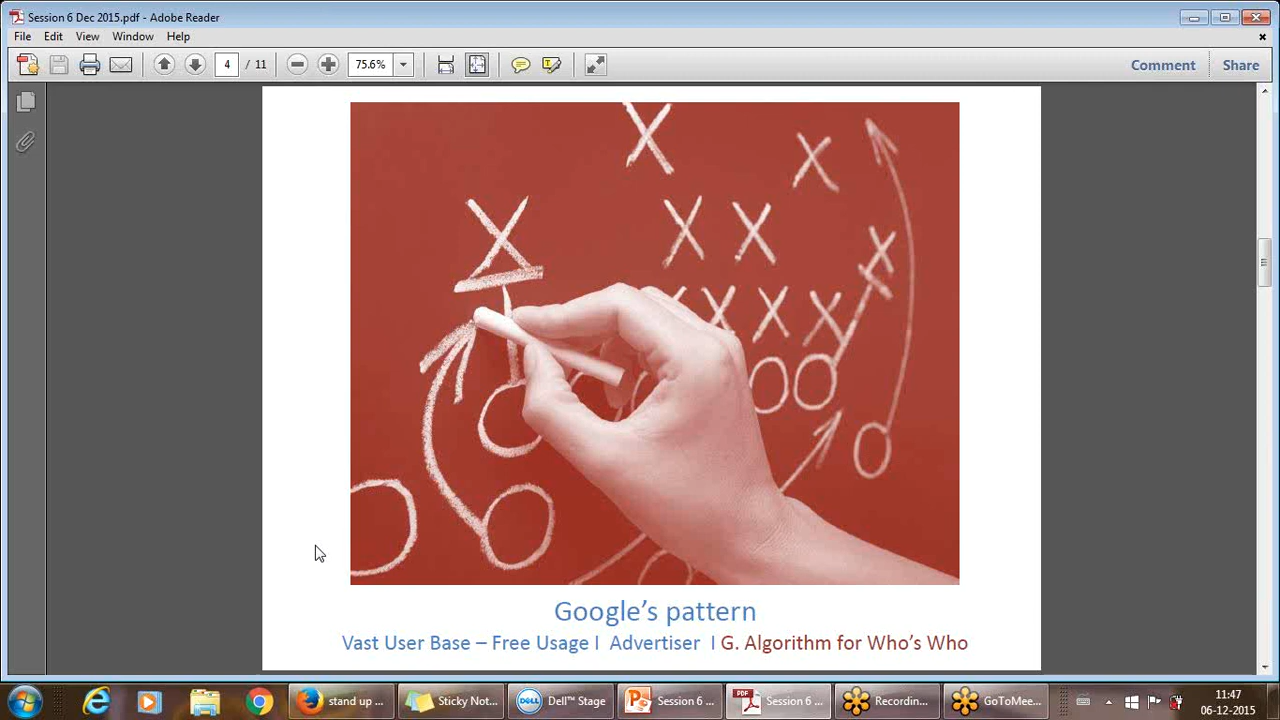 Session 6 Dec 2015.pdf - Adobe Reader
File Edit View Window Help
4 / 11 75.6% Comment Share
X X X X X X X X X X X
Google's pattern
Vast User Base – Free Usage I Advertiser I G. Algorithm for Who's Who
stand up ... Sticky Not... DELL Dell™ Stage Session 6 ... PDF Session 6 ... Recordin... GoToMee... 11:47
06-12-2015